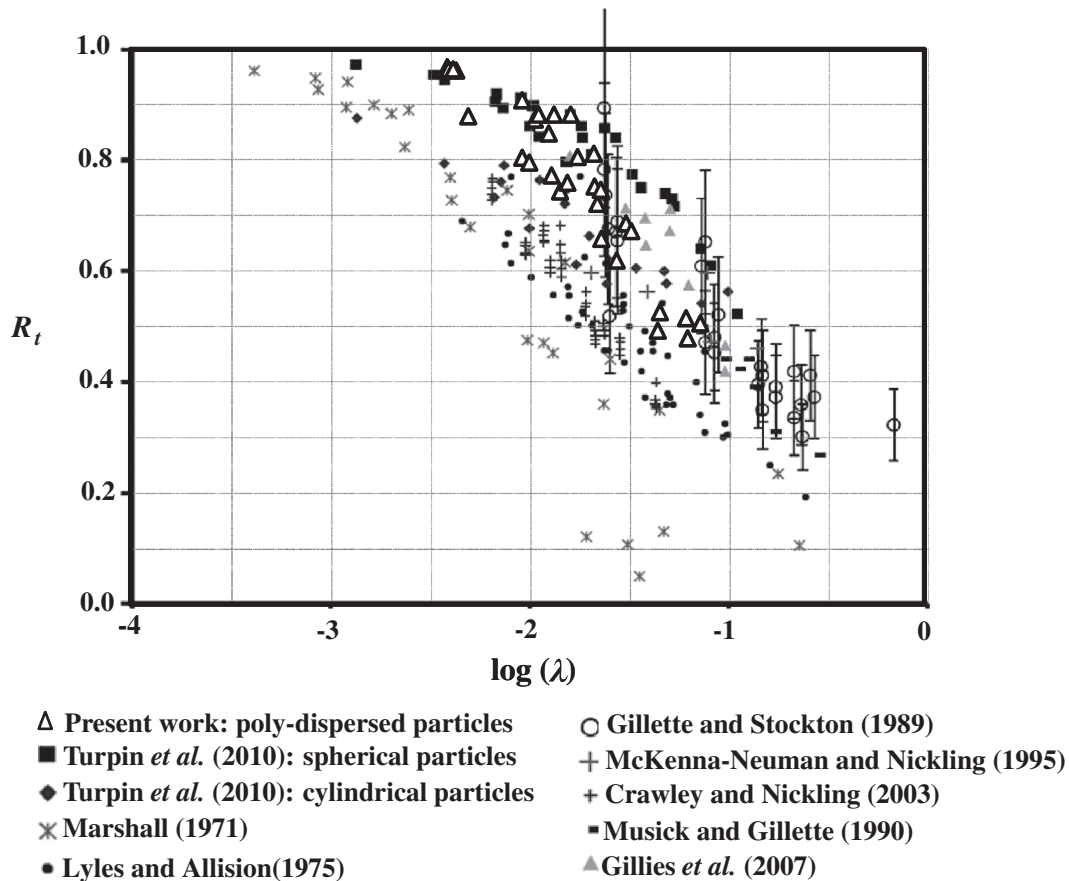 1.0
0.8
0.6
R_t
0.4
0.2
0.0
-4
-3
-2
-1
0
log (λ)
Present work: poly-dispersed particles
Turpin et al. (2010): spherical particles
Turpin et al. (2010): cylindrical particles
Marshall (1971)
Lyles and Allision(1975)
Gillette and Stockton (1989)
McKenna-Neuman and Nickling (1995)
Crawley and Nickling (2003)
Musick and Gillette (1990)
Gillies et al. (2007)